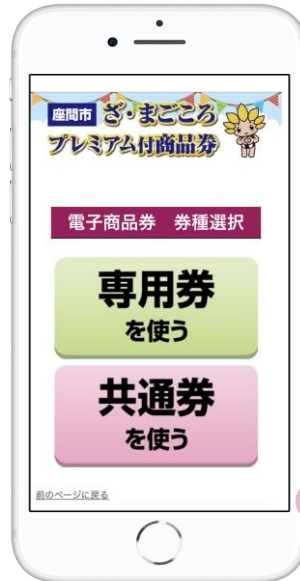 座間市 ざ・まごころ
プレミアム付商品券
電子商品券 券種選択
専用券
を使う
共通券
を使う
前のページに戻る